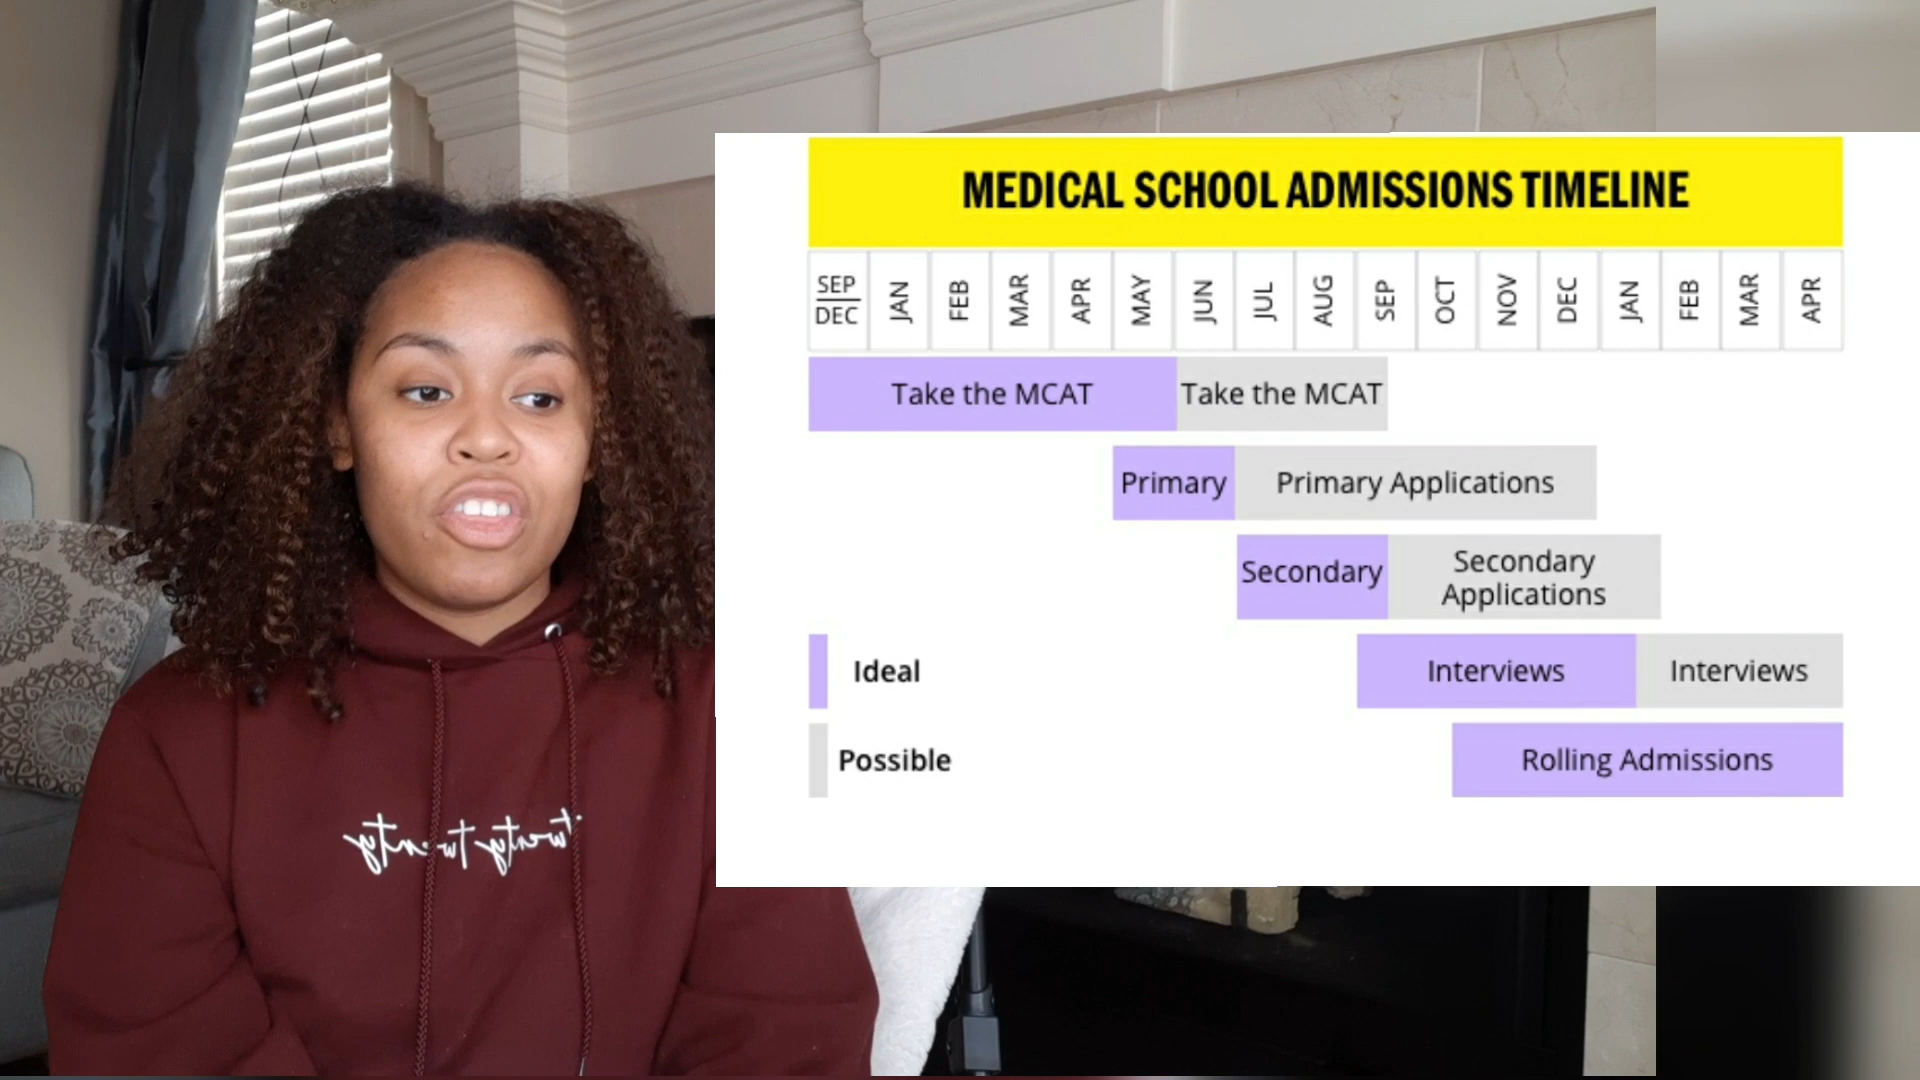 MEDICAL SCHOOL ADMISSIONS TIMELINE
SEP
DEC
JAN
FEB
MAR
APR
MAY
JUN
JUL
AUG
SEP
OCT
NOV
DEC
JAN
FEB
MAR
APR
Take the MCAT
Take the MCAT
Primary
Primary Applications
Secondary
Secondary
Applications
Ideal
Interviews
Interviews
Possible
Rolling Admissions
twenty twenty